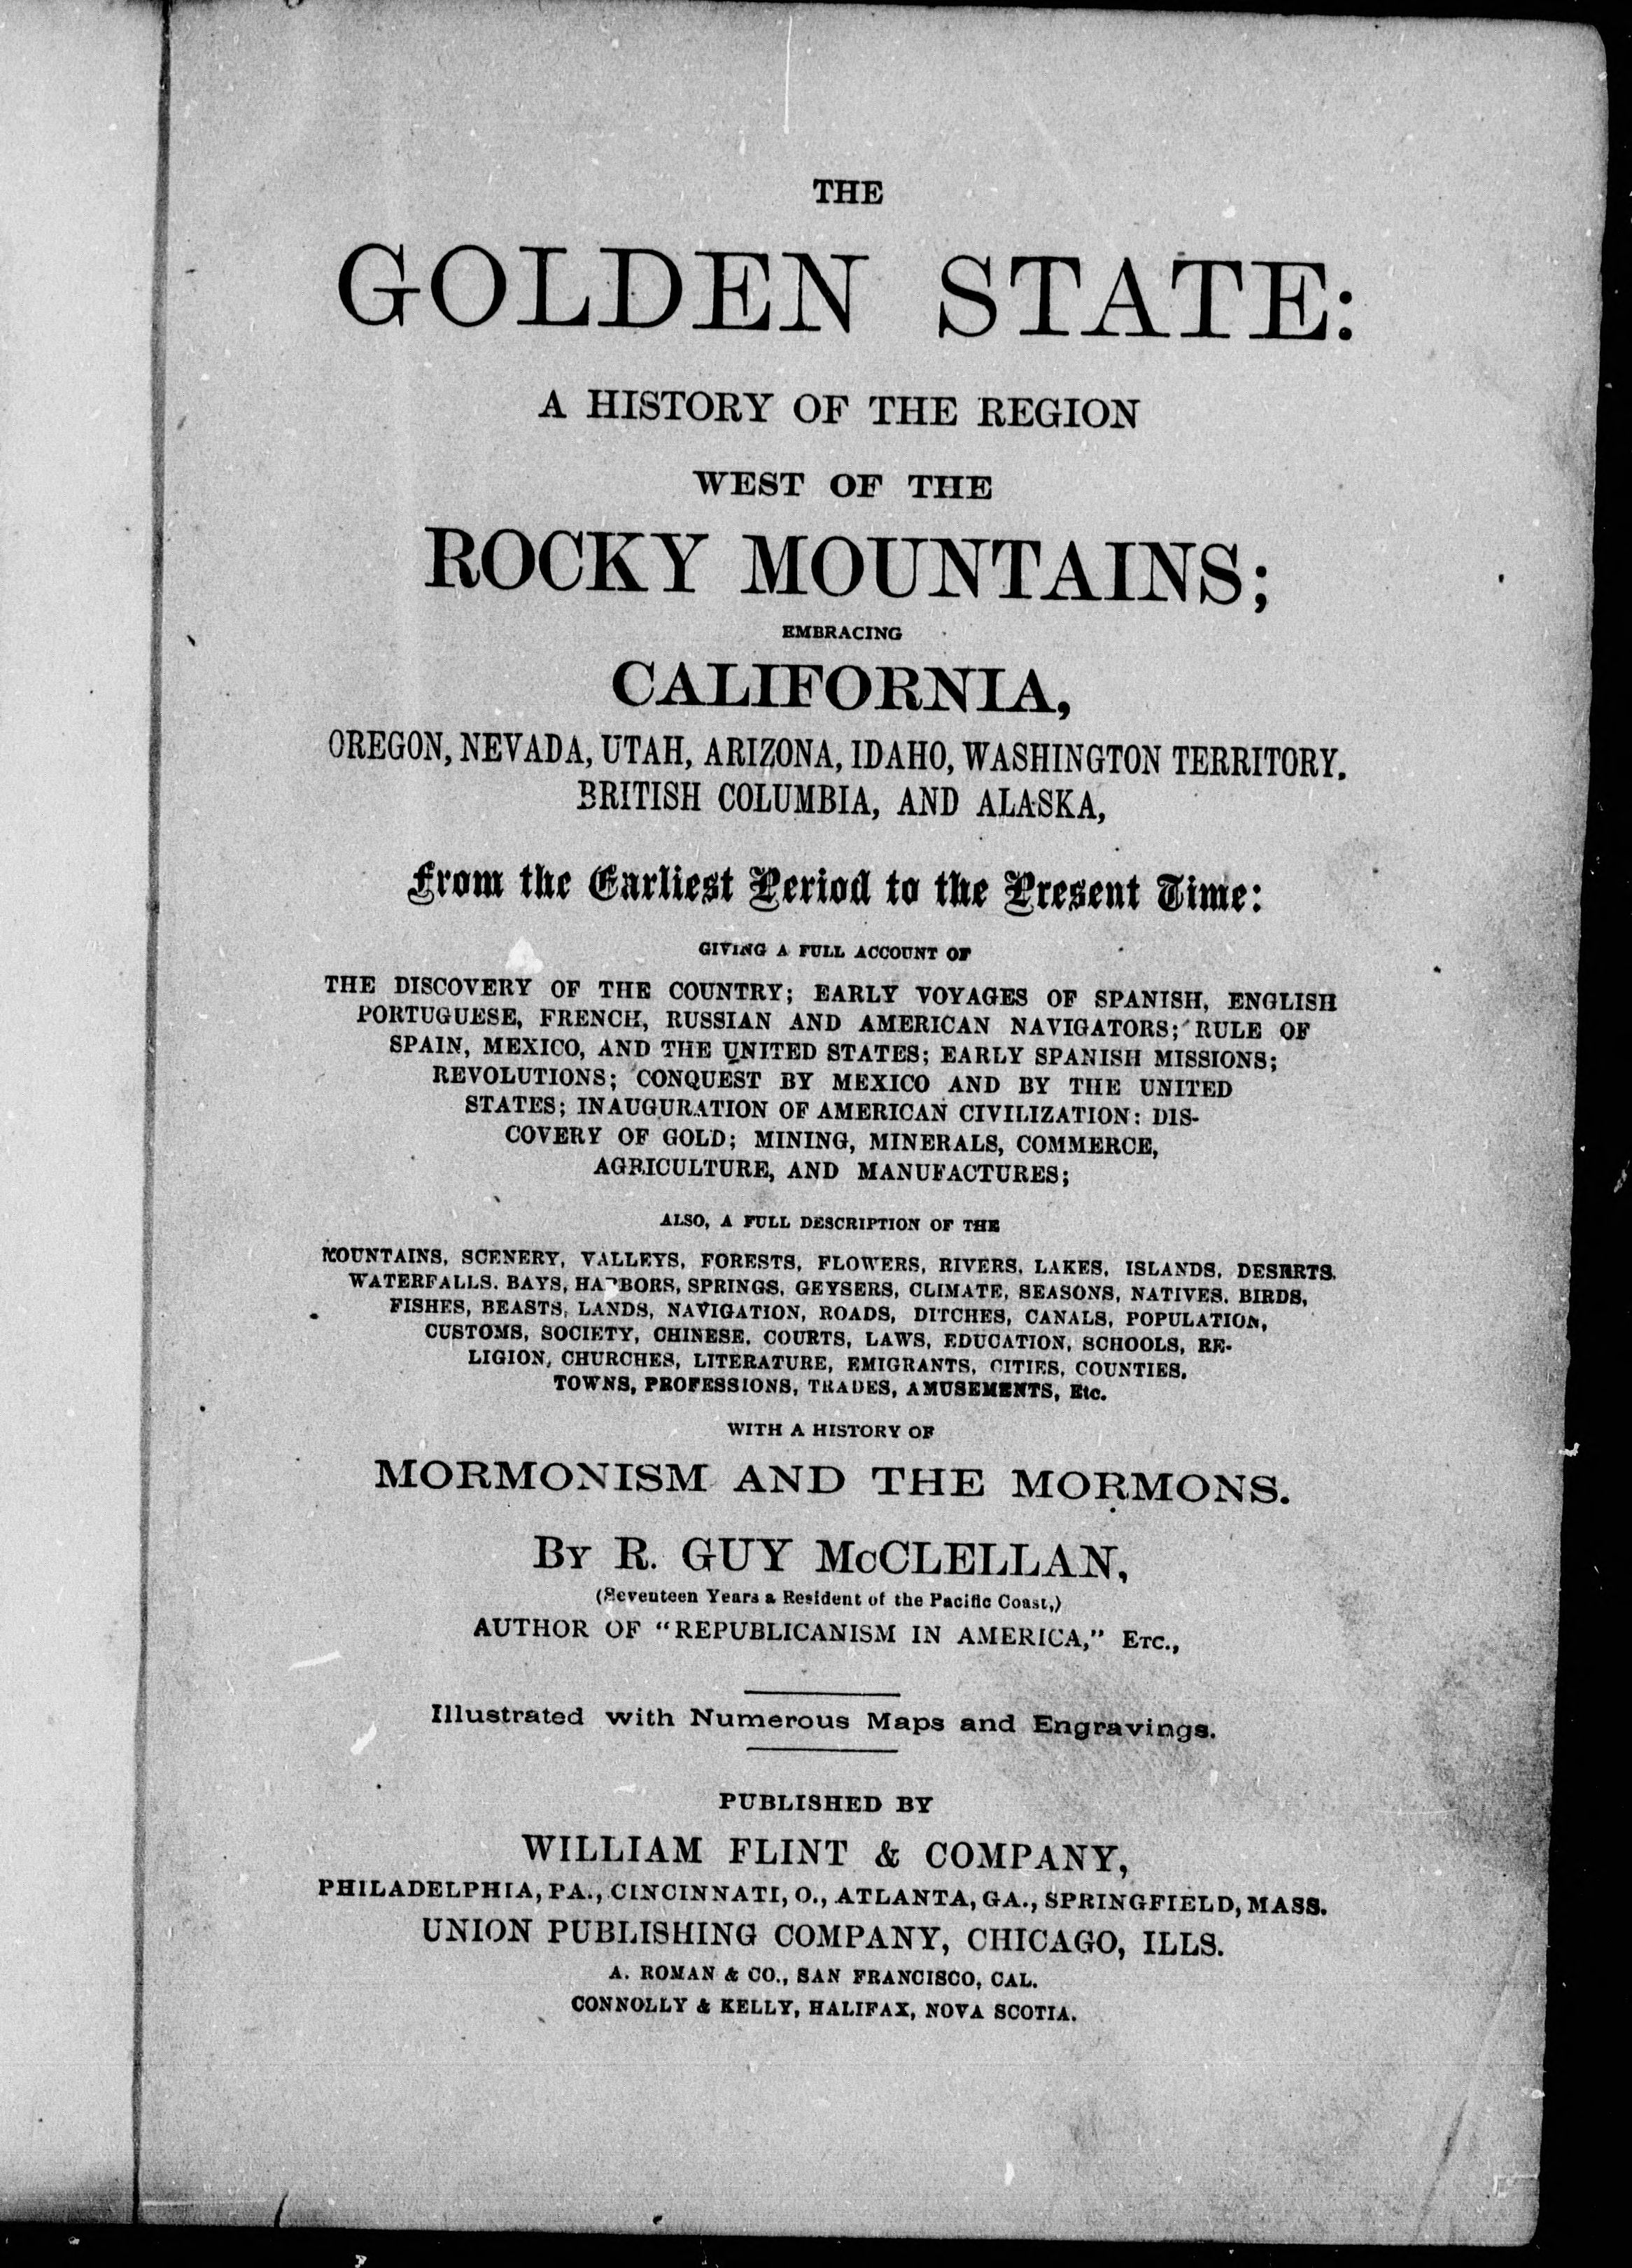 THE
GOLDEN STATE:
A HISTORY OF THE REGION
WEST OF THE
ROCKY MOUNTAINS;
EMBRACING
CALIFORNIA,
OREGON, NEVADA, UTAH, ARIZONA, IDAHO, WASHINGTON TERRITORY.
BRITISH COLUMBIA, AND ALASKA,
From the Earliest Period to the Present Time:
GIVING A FULL ACCOUNT OF
THE DISCOVERY OF THE COUNTRY; EARLY VOYAGES OF SPANISH, ENGLISH
PORTUGUESE, FRENCH, RUSSIAN AND AMERICAN NAVIGATORS; RULE OF
SPAIN, MEXICO, AND THE UNITED STATES; EARLY SPANISH MISSIONS;
REVOLUTIONS; CONQUEST BY MEXICO AND BY THE UNITED
STATES; INAUGURATION OF AMERICAN CIVILIZATION: DIS-
COVERY OF GOLD; MINING, MINERALS, COMMERCE,
AGRICULTURE, AND MANUFACTURES;
ALSO, A FULL DESCRIPTION OF THE
MOUNTAINS, SCENERY, VALLEYS, FORESTS, FLOWERS, RIVERS, LAKES, ISLANDS, DESERTS,
WATERFALLS. BAYS, HARBORS, SPRINGS, GEYSERS, CLIMATE, SEASONS, NATIVES. BIRDS,
FISHES, BEASTS, LANDS, NAVIGATION, ROADS, DITCHES, CANALS, POPULATION,
CUSTOMS, SOCIETY, CHINESE. COURTS, LAWS, EDUCATION, SCHOOLS, RE-
LIGION, CHURCHES, LITERATURE, EMIGRANTS, CITIES, COUNTIES,
TOWNS, PROFESSIONS, TRADES, AMUSEMENTS, Etc.
WITH A HISTORY OF
MORMONISM AND THE MORMONS.
BY R. GUY McCLELLAN,
(Seventeen Years a Resident of the Pacific Coast,)
AUTHOR OF "REPUBLICANISM IN AMERICA," ETC.,
Illustrated with Numerous Maps and Engravings.
PUBLISHED BY
WILLIAM FLINT & COMPANY,
PHILADELPHIA, PA., CINCINNATI, O., ATLANTA, GA., SPRINGFIELD, MASS.
UNION PUBLISHING COMPANY, CHICAGO, ILLS.
A. ROMAN & CO., SAN FRANCISCO, CAL.
CONNOLLY & KELLY, HALIFAX, NOVA SCOTIA.